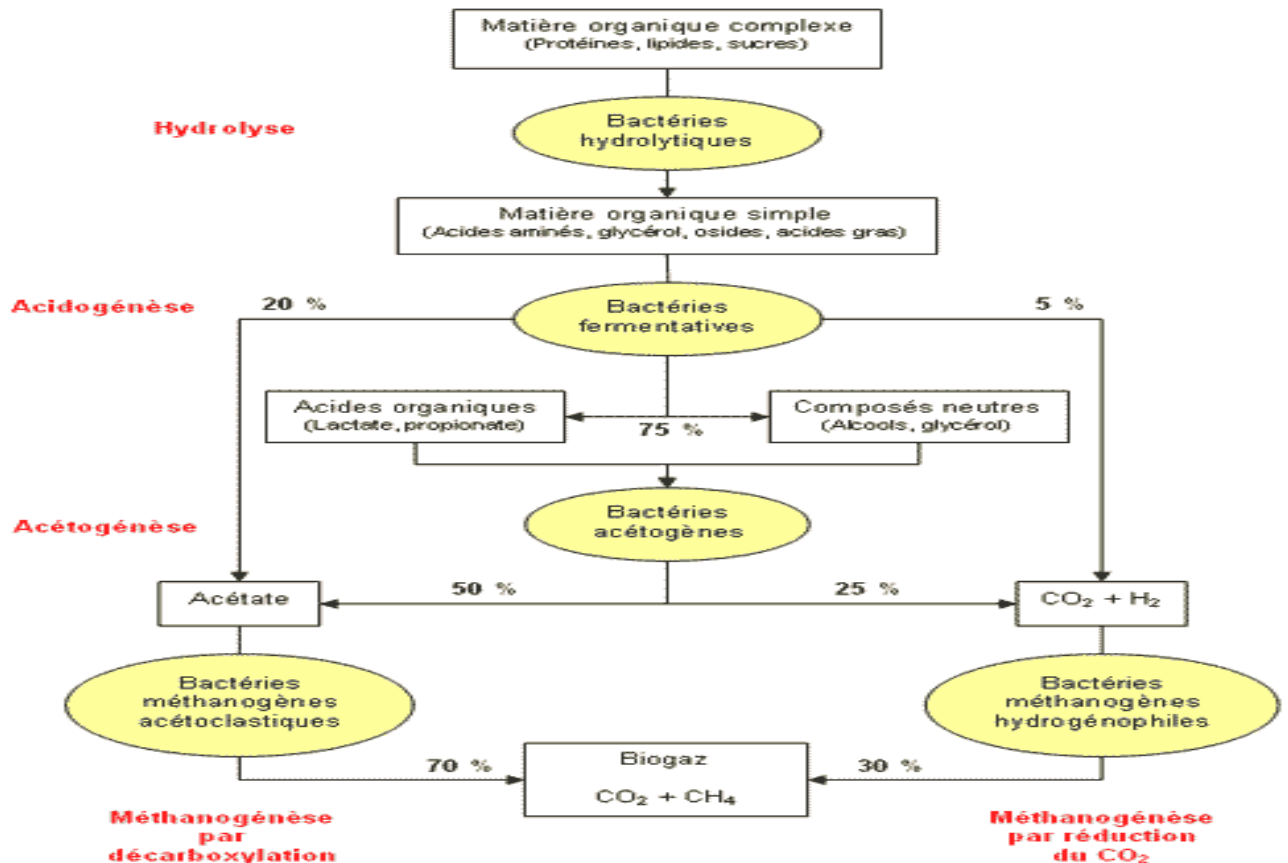 Matière organique complexe
(Protéines, lipides, sucres)
Hydrolyse
Bactéries
hydrolytiques
Matière organique simple
(Acides aminés, glycérol, osides, acides gras)
Acidogénèse
20 %
Bactéries
fermentatives
5 %
Acides organiques
(Lactate, propionate)
75 %
Composés neutres
(Alcools, glycérol)
Acétogénèse
Bactéries
acétogènes
Acétate
50 %
25 %
CO₂ + H₂
Bactéries
méthanogènes
acétoclastiques
Bactéries
méthanogènes
hydrogénophiles
70 %
Biogaz
CO₂ + CH₄
30 %
Méthanogénèse
par
décarboxylation
Méthanogénèse
par réduction
du CO₂